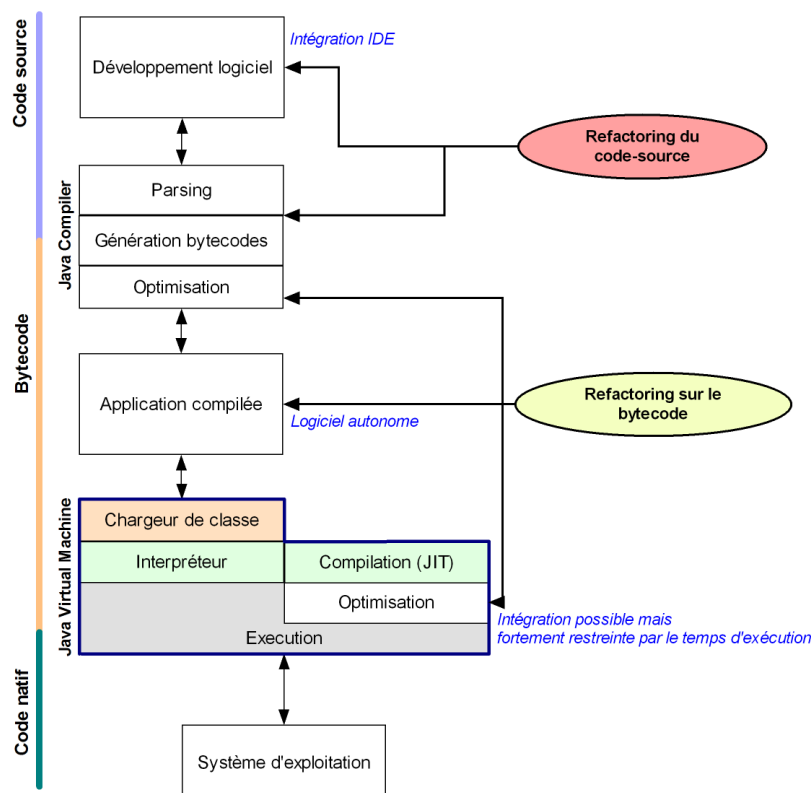 Code source
Intégration IDE
Développement logiciel
Refactoring du
code-source
Java Compiler
Parsing
Génération bytecodes
Optimisation
Bytecode
Application compilée
Logiciel autonome
Refactoring sur le
bytecode
Java Virtual Machine
Chargeur de classe
Interpréteur
Compilation (JIT)
Optimisation
Intégration possible mais
fortement restreinte par le temps d'exécution
Execution
Code natif
Système d'exploitation